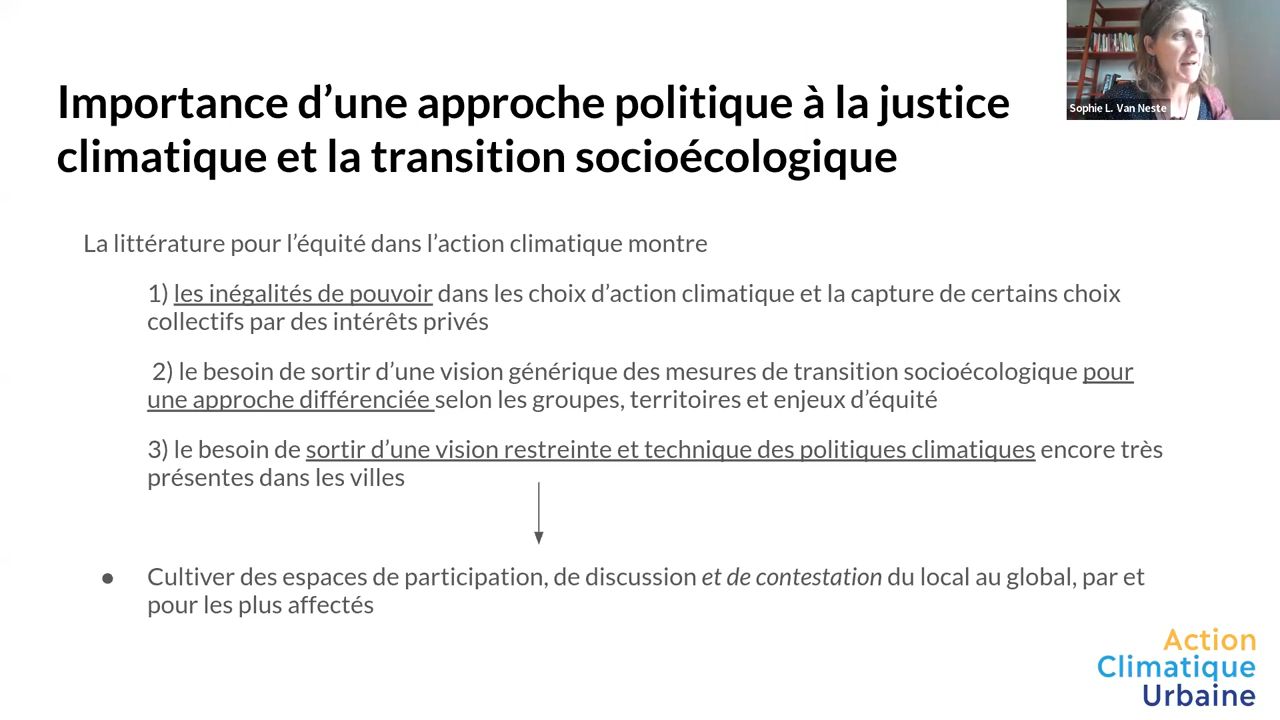 Importance d’une approche politique à la justice
climatique et la transition socioécologique
Sophie L. Van Neste
La littérature pour l’équité dans l’action climatique montre
1) les inégalités de pouvoir dans les choix d’action climatique et la capture de certains choix
collectifs par des intérêts privés
2) le besoin de sortir d’une vision générique des mesures de transition socioécologique pour
une approche différenciée selon les groupes, territoires et enjeux d’équité
3) le besoin de sortir d’une vision restreinte et technique des politiques climatiques encore très
présentes dans les villes
● Cultiver des espaces de participation, de discussion et de contestation du local au global, par et
pour les plus affectés
Action
Climatique
Urbaine